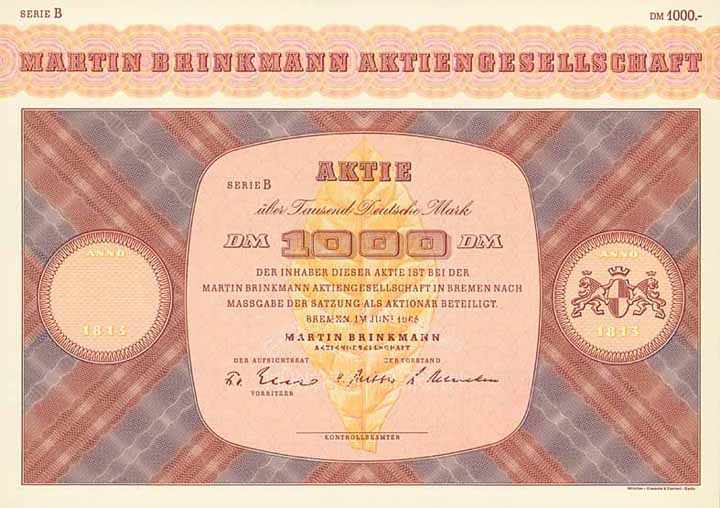 SERIE B
DM 1000.-
MARTIN BRINKMANN AKTIENGESELLSCHAFT
AKTIE
SERIE B
über Tausend Deutsche Mark
DM 1000 DM
DER INHABER DIESER AKTIE IST BEI DER
MARTIN BRINKMANN AKTIENGESELLSCHAFT IN BREMEN NACH
MASSGABE DER SATZUNG ALS AKTIONÄR BETEILIGT.
BREMEN IM JUNI
MARTIN BRINKMANN
AKTIENGESELLSCHAFT
DER AUFSICHTSRAT DER VORSTAND
VORSITZER
KONTROLLBEAMTER
ANNO
1813
ANNO
1813